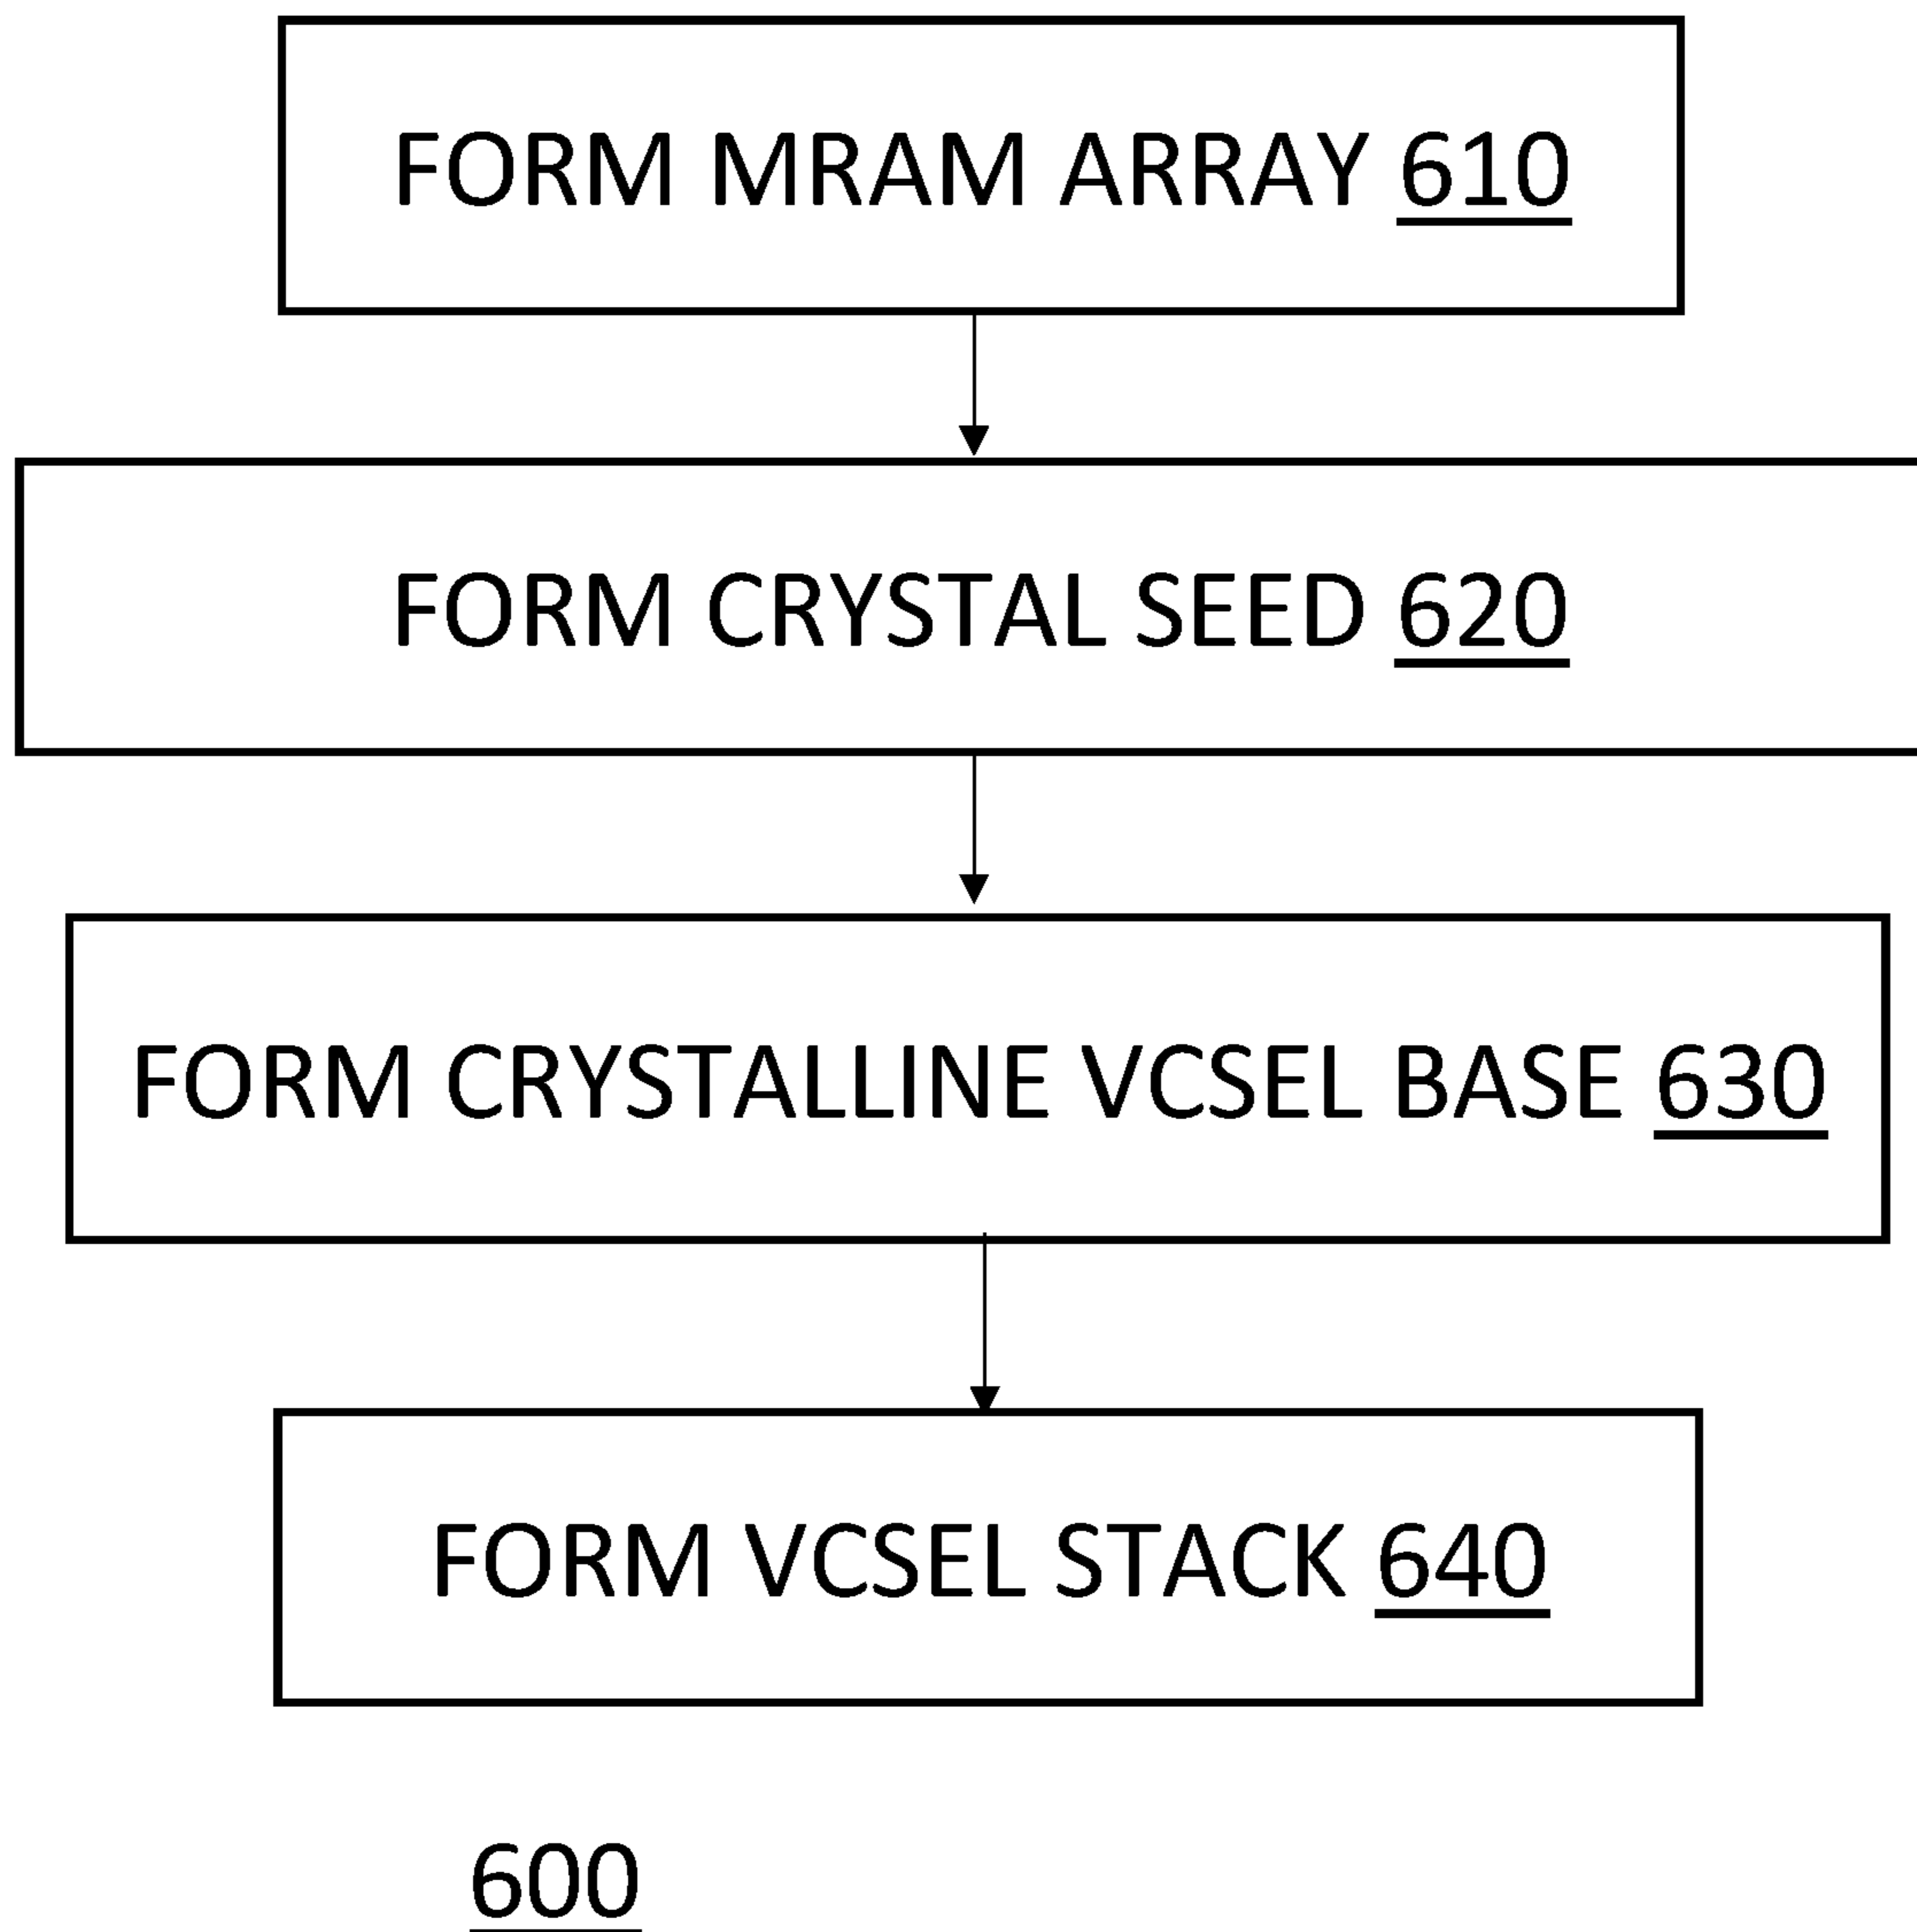 FORM MRAM ARRAY 610
FORM CRYSTAL SEED 620
FORM CRYSTALLINE VCSEL BASE 630
FORM VCSEL STACK 640
600